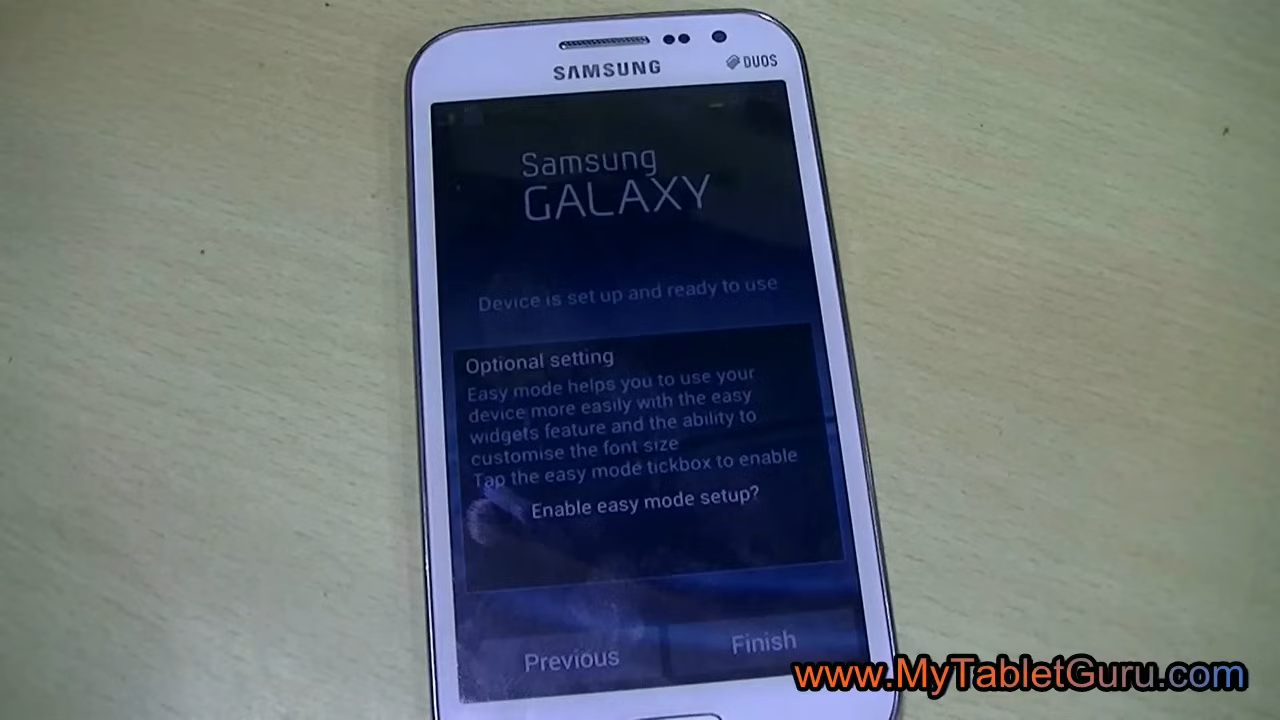 SAMSUNG
DUOS
Samsung
GALAXY
Device is set up and ready to use
Optional setting
Easy mode helps you to use your
device more easily with the easy
widgets feature and the ability to
customise the font size
Tap the easy mode tickbox to enable
Enable easy mode setup?
Previous
Finish
www.MyTabletGuru.com